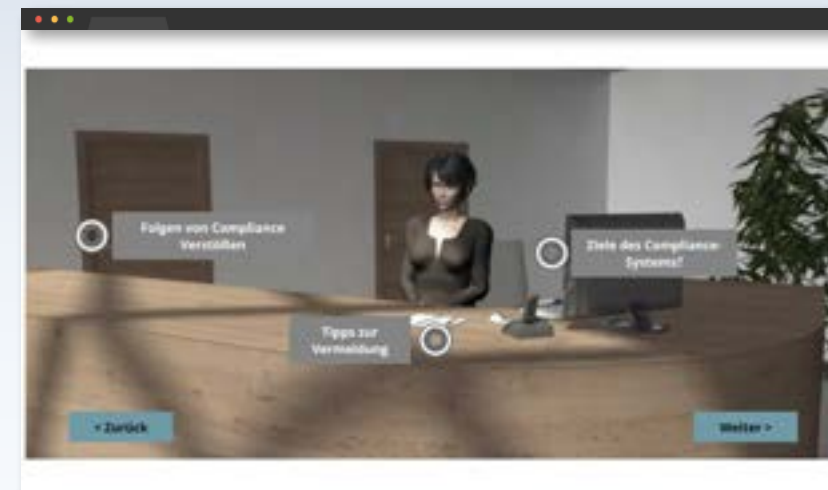 Folgen von Compliance
Verstößen
Ziele des Compliance-
Systems?
Tipps zur
Vermeidung
< Zurück
Weiter >